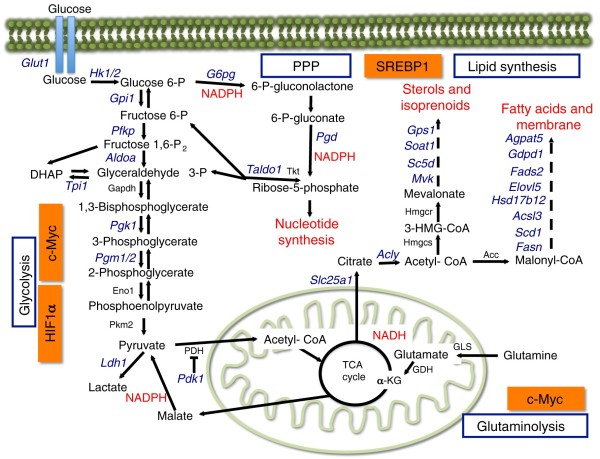 Glucose
Glut1
Glucose
Hk1/2
Glucose 6-P
G6pg
NADPH
6-P-gluconolactone
PPP
SREBP1
Lipid synthesis
Gpi1
Fructose 6-P
6-P-gluconate
Pfkp
Fructose 1,6-P2
Pgd
NADPH
Aldoa
DHAP
Glyceraldehyde
3-P
Taldo1
Tkt
Ribose-5-phosphate
Tpi1
Gapdh
1,3-Bisphosphoglycerate
Nucleotide
synthesis
Pgk1
3-Phosphoglycerate
Pgm1/2
2-Phosphoglycerate
Eno1
Phosphoenolpyruvate
Pkm2
Pyruvate
Glycolysis
c-Myc
HIF1α
Sterols and
isoprenoids
Gps1
Soat1
Sc5d
Mvk
Mevalonate
Hmgcr
3-HMG-CoA
Hmgcs
Fatty acids and
membrane
Agpat5
Gdpd1
Fads2
Elovl5
Hsd17b12
Acsl3
Scd1
Fasn
Citrate
Acly
Acetyl- CoA
Acc
Malonyl-CoA
Slc25a1
Ldh1
Lactate
PDH
Pdk1
NADPH
Malate
Acetyl- CoA
TCA
cycle
NADH
Glutamate
GLS
Glutamine
GDH
α-KG
c-Myc
Glutaminolysis